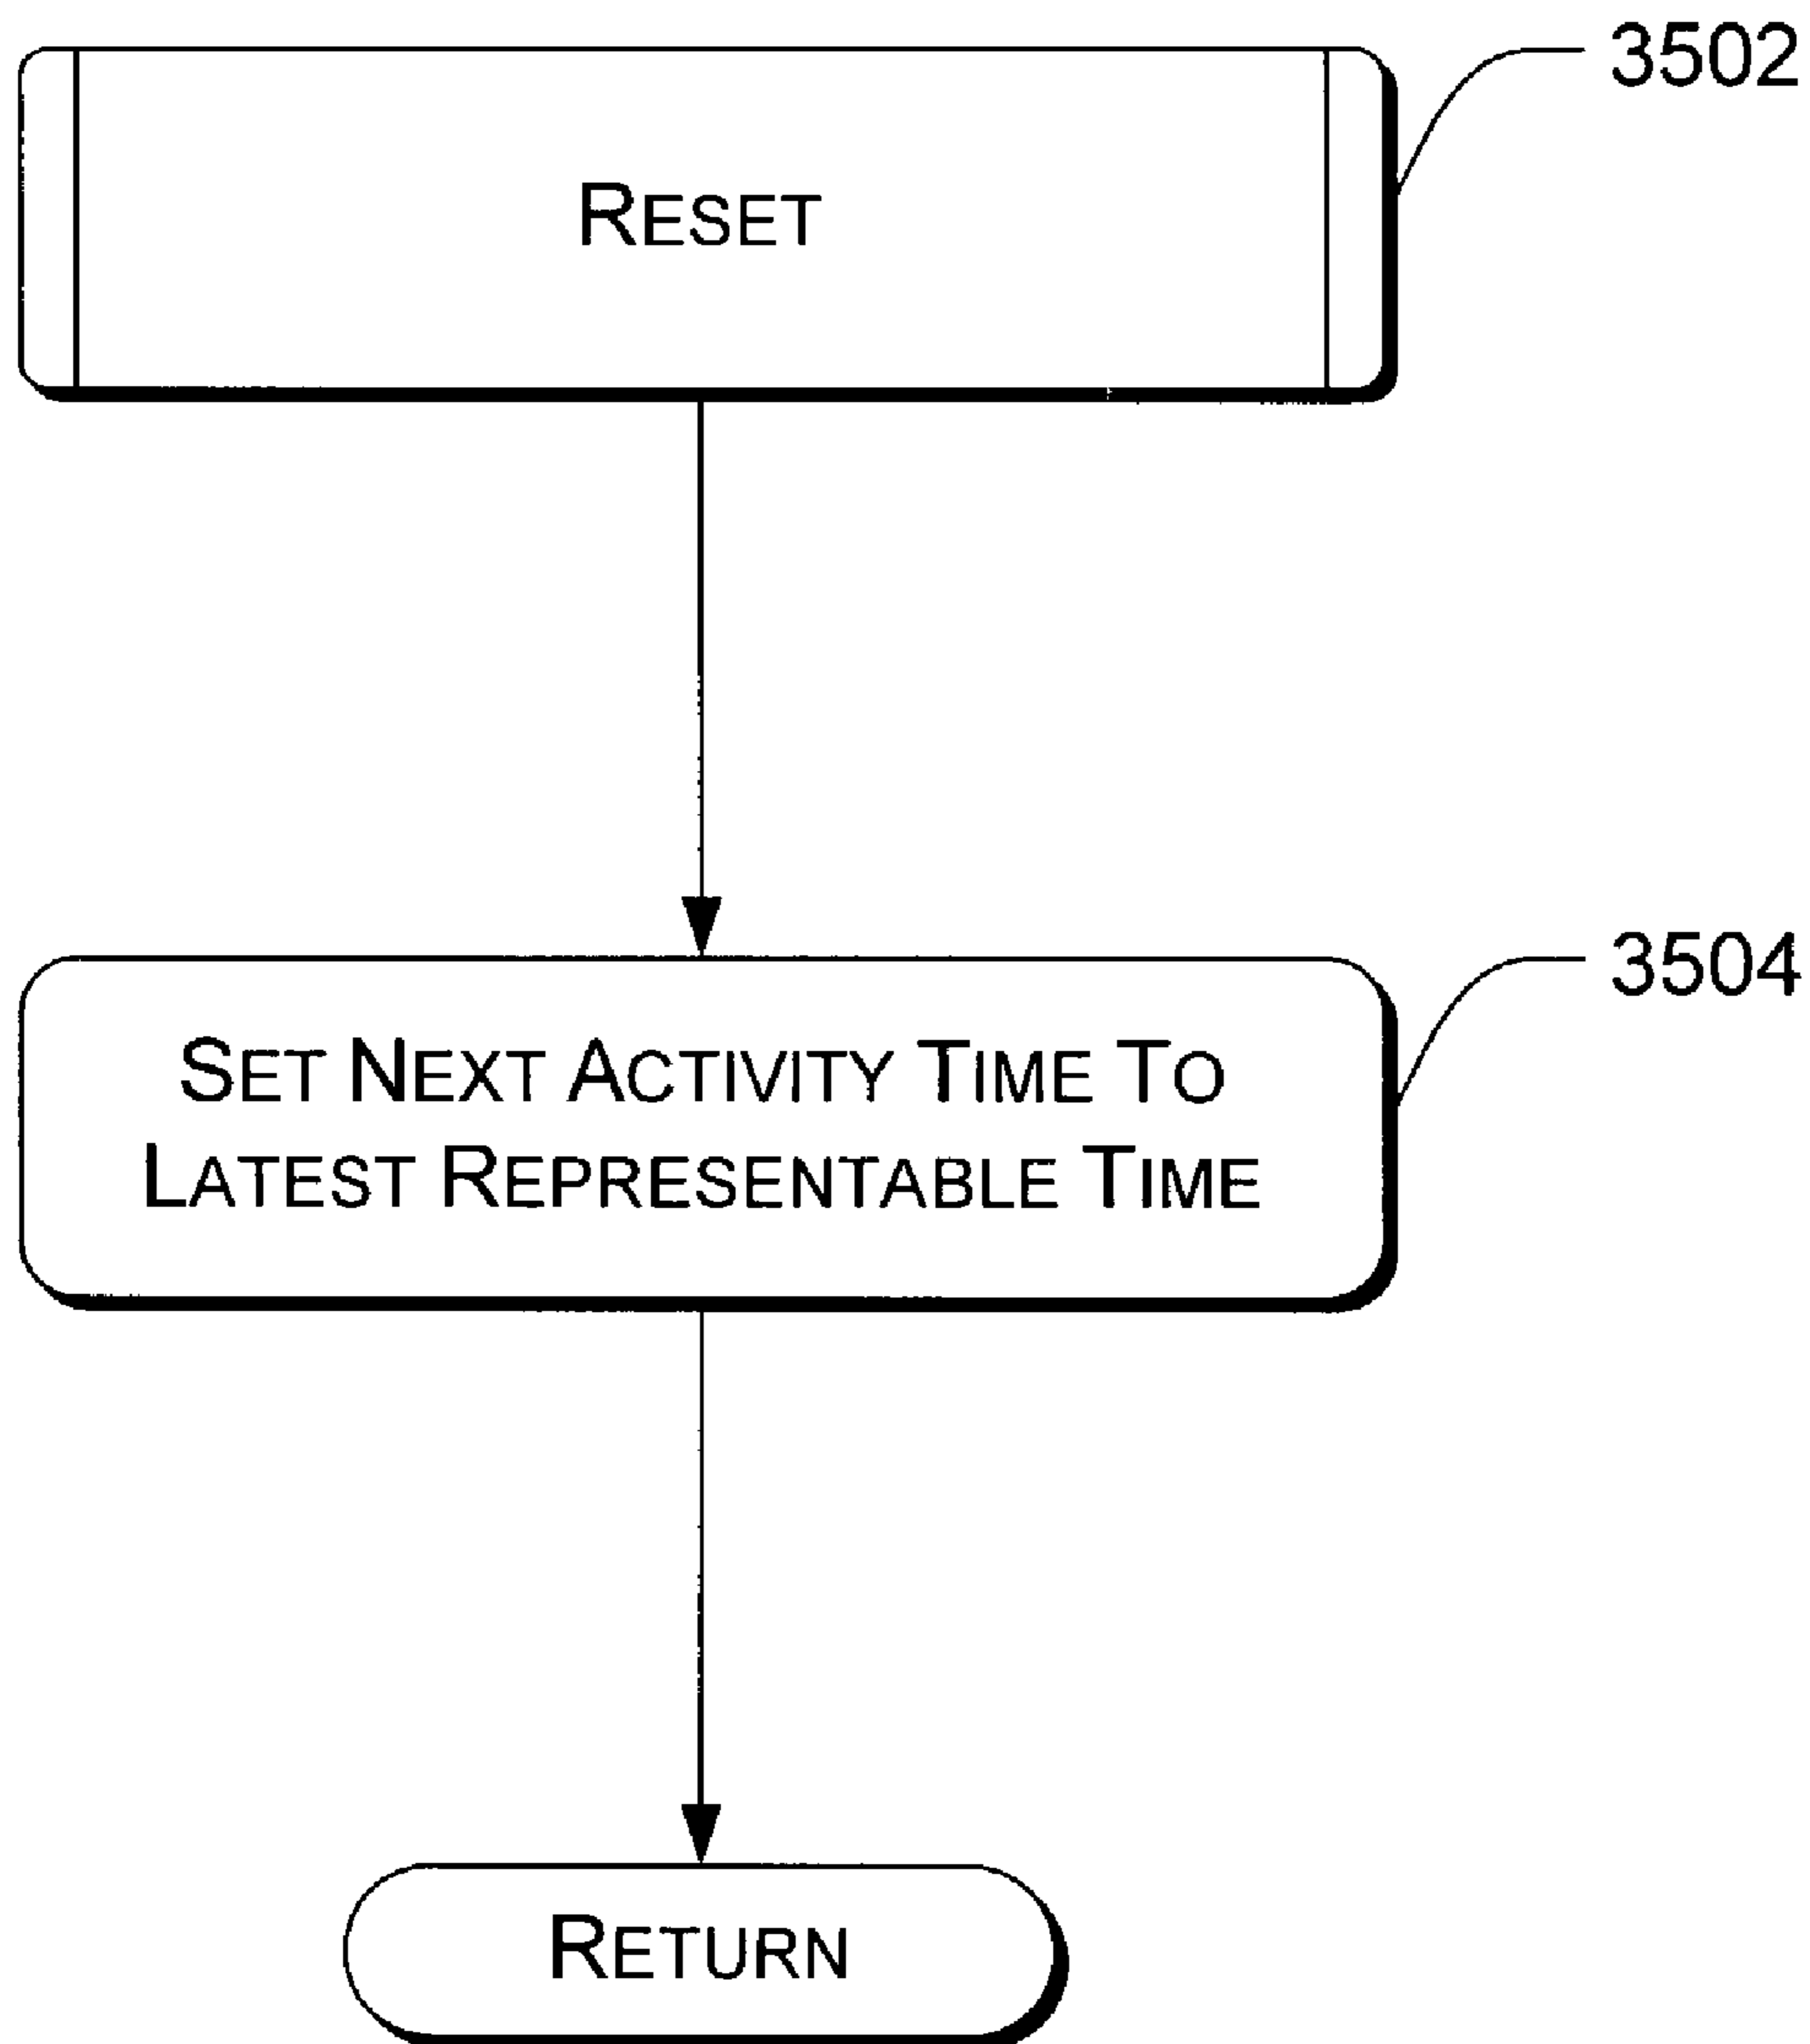 RESET
3502
SET NEXT ACTIVITY TIME TO
LATEST REPRESENTABLE TIME
3504
RETURN